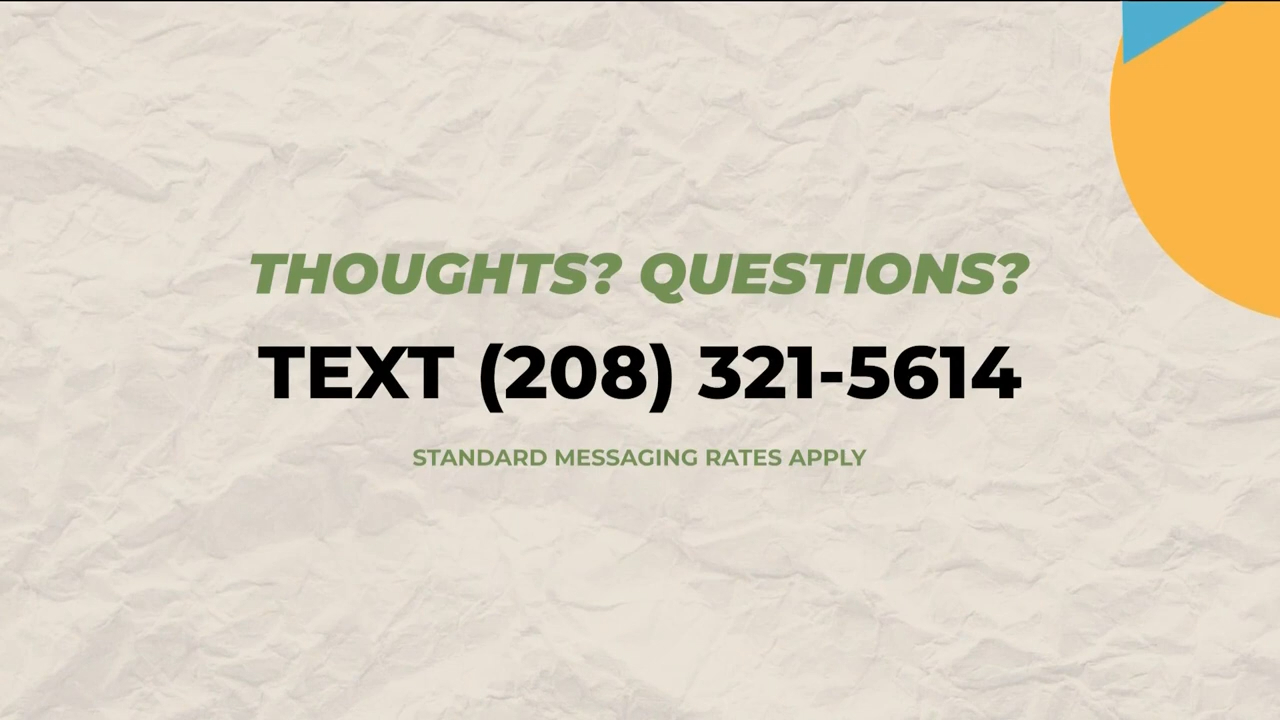 THOUGHTS? QUESTIONS?
TEXT (208) 321-5614
STANDARD MESSAGING RATES APPLY